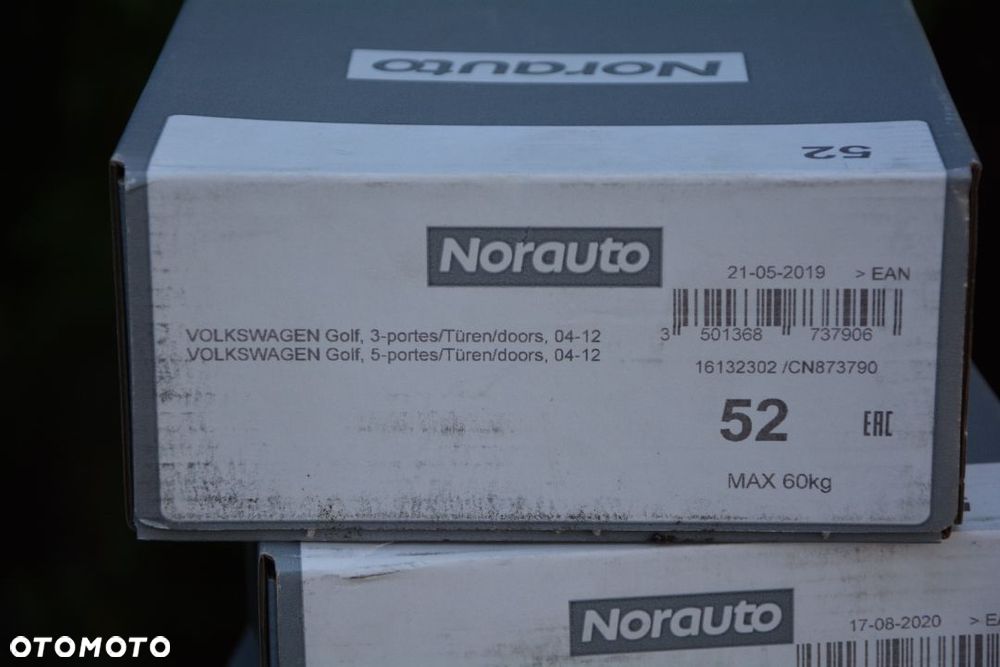 Norauto
52
Norauto
21-05-2019 > EAN
VOLKSWAGEN Golf, 3-portes/Türen/doors, 04-12
VOLKSWAGEN Golf, 5-portes/Türen/doors, 04-12
3 501368 737906
16132302 /CN873790
52
EAC
MAX 60kg
Norauto
17-08-2020 > EA
OTOMOTO